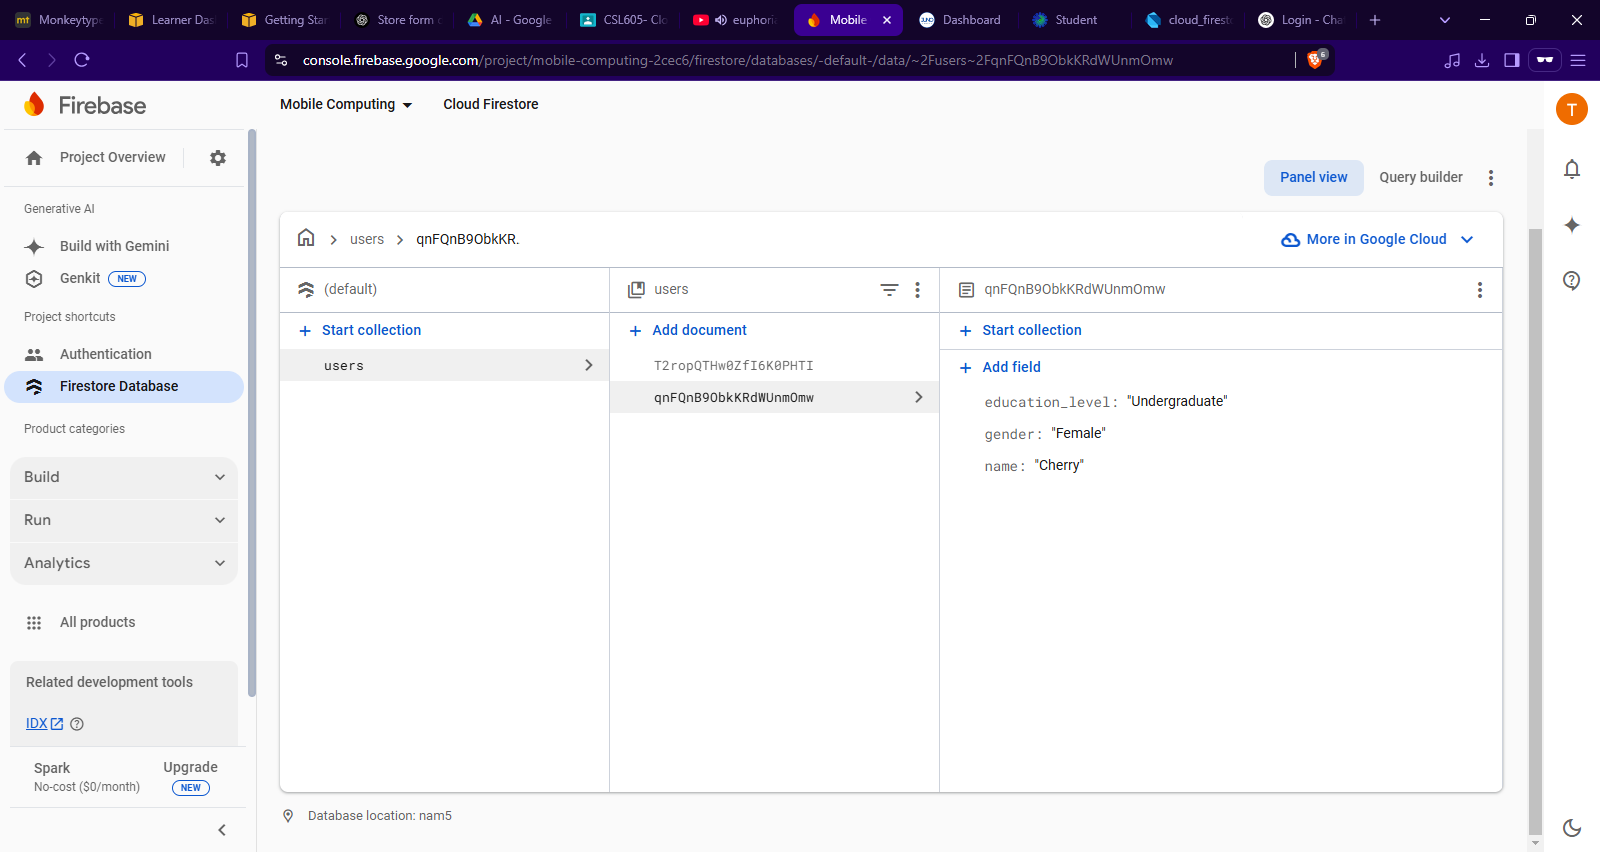 mt Monkeytype
Learner Das
Getting Star
Store form d
AI - Google
CSL605- Clo
euphoria
Mobile
Dashboard
Student
cloud_firest
Login - Cha
console.firebase.google.com/project/mobile-computing-2cec6/firestore/databases/-default-/data/~2Fusers~2FqnFQnB9ObkKRdWUnmOmw
6
Firebase
Mobile Computing
Cloud Firestore
T
Project Overview
Panel view
Query builder
Generative AI
Build with Gemini
Genkit NEW
Project shortcuts
Authentication
Firestore Database
Product categories
Build
Run
Analytics
All products
Related development tools
IDX
Spark
No-cost ($0/month)
Upgrade
NEW
users
qnFQnB9ObkKR.
More in Google Cloud
(default)
Start collection
users
users
Add document
T2ropQTHw0ZfI6K0PHTI
qnFQnB9ObkKRdWUnmOmw
qnFQnB9ObkKRdWUnmOmw
Start collection
Add field
education_level: "Undergraduate"
gender: "Female"
name: "Cherry"
Database location: nam5